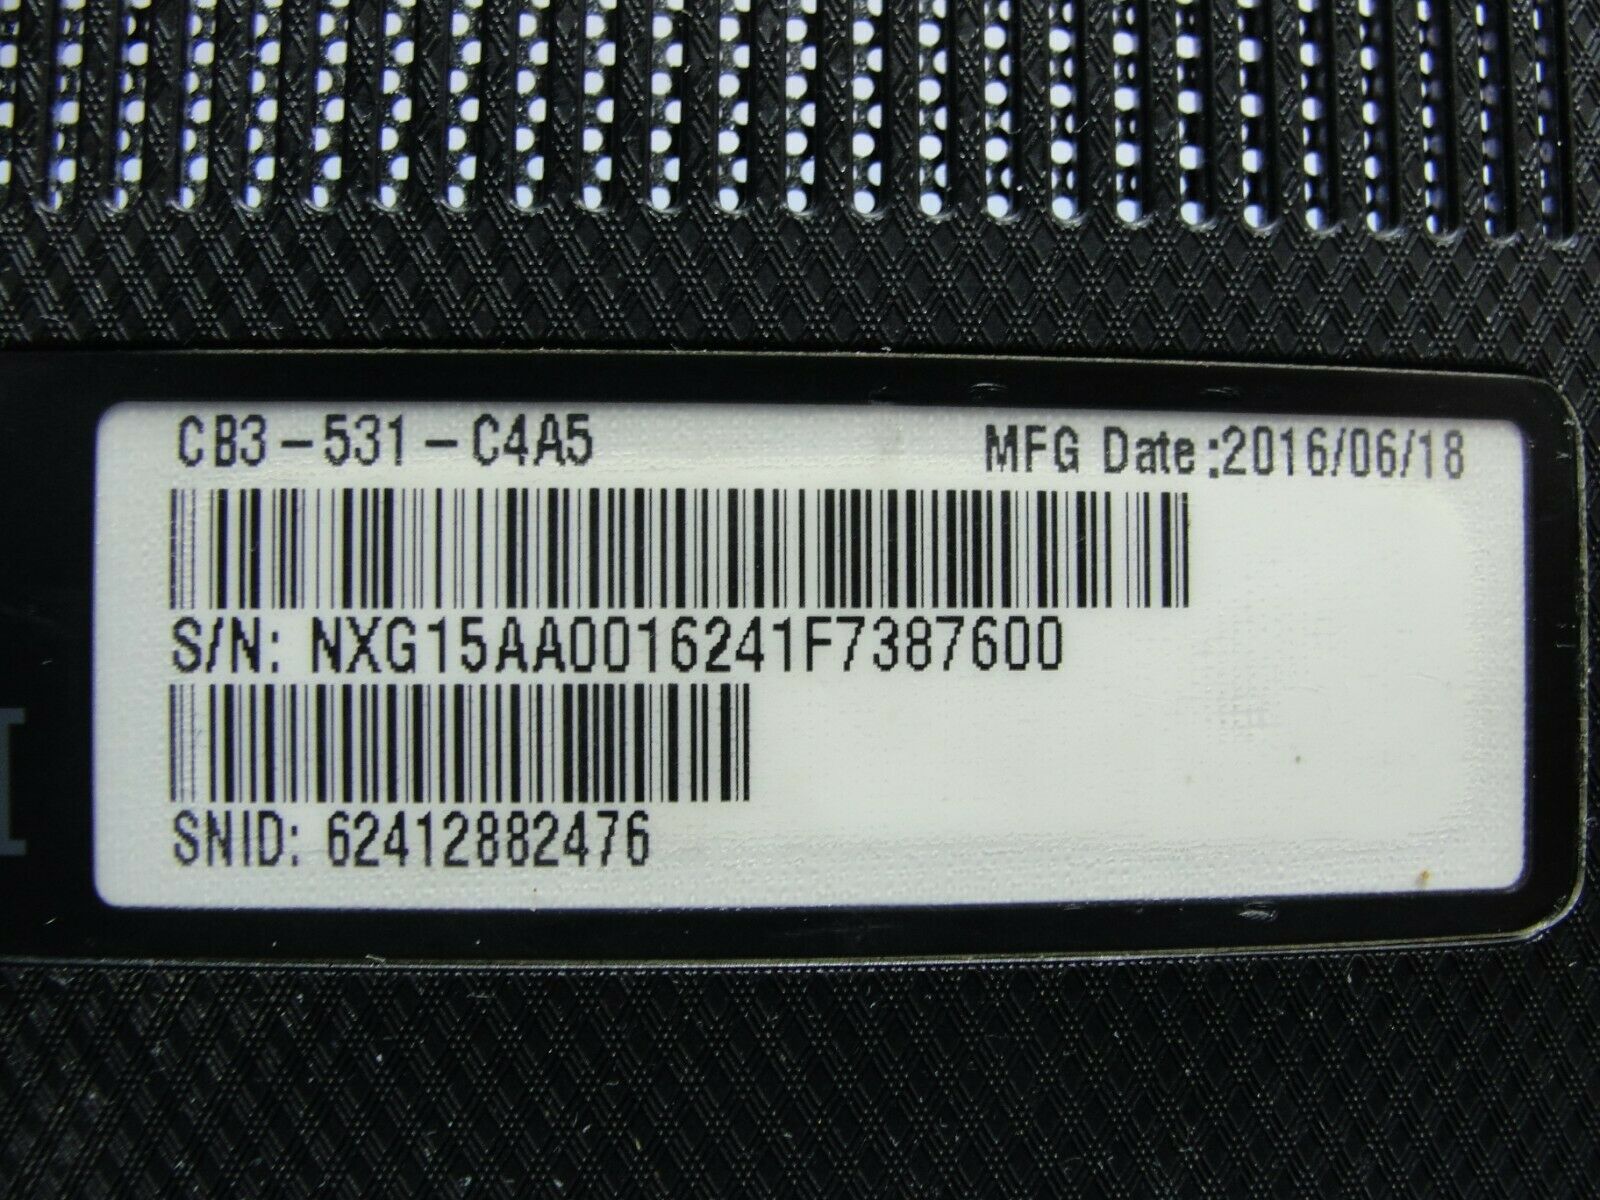 CB3-531-C4A5
MFG Date:2016/06/18
S/N: NXG15AA0016241F7387600
SNID: 62412882476